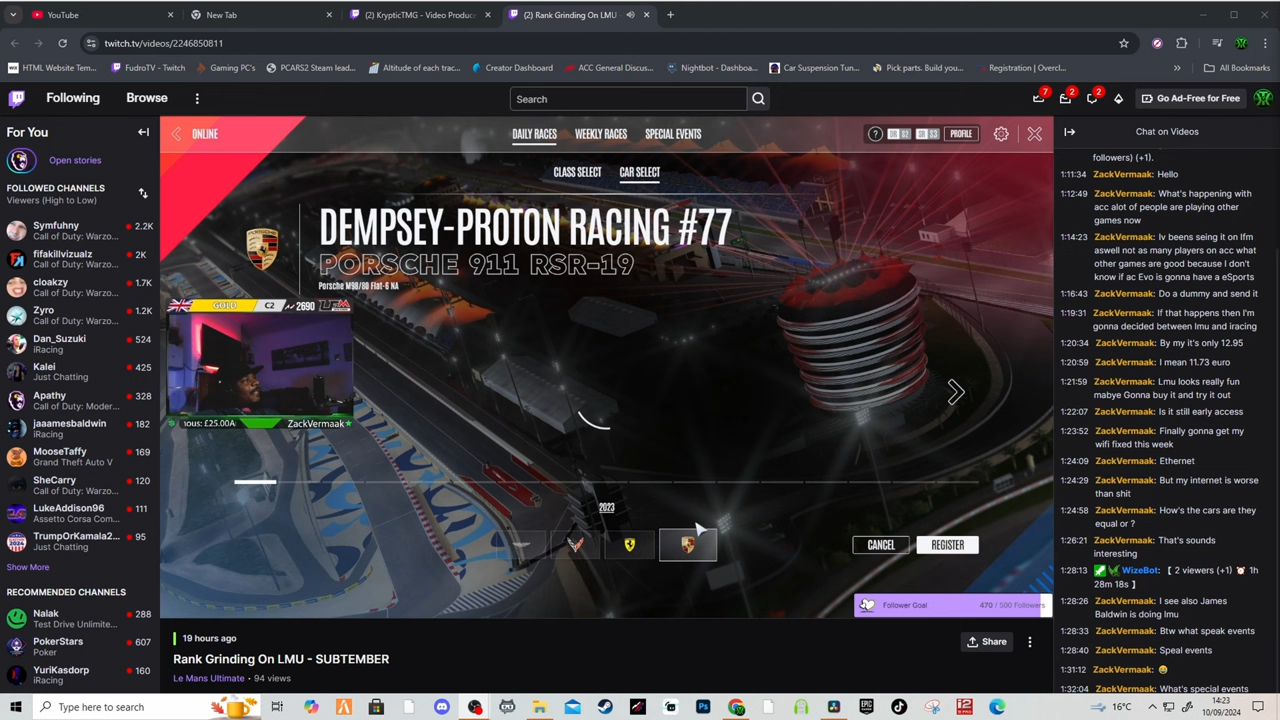 YouTube
New Tab
(2) KrypticTMG - Video Produc
(2) Rank Grinding On LMU -
twitch.tv/videos/2246850811
HTML Website Tem...
FudroTV - Twitch
Gaming PC's
PCARS2 Steam lead...
Altitude of each trac...
Creator Dashboard
ACC General Discus...
Nightbot - Dashboa...
Car Suspension Tun...
Pick parts. Build you...
Registration | Overcl...
All Bookmarks
Following
Browse
Search
7
2
2
Go Ad-Free for Free
For You
Open stories
FOLLOWED CHANNELS
Viewers (High to Low)
Symfuhny
2.2K
Call of Duty: Warzo...
fifakillvizualz
2K
Call of Duty: Warzo...
cloakzy
1.7K
Call of Duty: Warzo...
Zyro
1.2K
Call of Duty: Warzo...
Dan_Suzuki
524
iRacing
Kalei
425
Just Chatting
Apathy
328
Call of Duty: Moder...
jaaamesbaldwin
182
iRacing
MooseTaffy
169
Grand Theft Auto V
SheCarry
120
Call of Duty: Warzo...
LukeAddison96
111
Assetto Corsa Com...
TrumpOrKamala2...
95
Just Chatting
Show More
RECOMMENDED CHANNELS
Nalak
288
Test Drive Unlimite...
PokerStars
607
Poker
YuriKasdorp
160
iRacing
ONLINE
DAILY RACES
WEEKLY RACES
SPECIAL EVENTS
PROFILE
CLASS SELECT
CAR SELECT
DEMPSEY-PROTON RACING #77
PORSCHE 911 RSR-19
Porsche M98/80 Flat-6 NA
GOLD
C2
2690
LFM
nous: £25.00
ZackVermaak
2023
CANCEL
REGISTER
Follower Goal
470 / 500 Followers
19 hours ago
Share
Rank Grinding On LMU - SUBTEMBER
Le Mans Ultimate • 94 views
Chat on Videos
followers) (+1).
1:11:34 ZackVermaak: Hello
1:12:49 ZackVermaak: What's happening with
acc alot of people are playing other
games now
1:14:23 ZackVermaak: Iv beens seing it on lfm
aswell not as many players on acc what
other games are good because I don't
know if ac Evo is gonna have a eSports
1:16:43 ZackVermaak: Do a dummy and send it
1:19:31 ZackVermaak: If that happens then I'm
gonna decided between lmu and iracing
1:20:34 ZackVermaak: By my it's only 12.95
1:20:59 ZackVermaak: I mean 11.73 euro
1:21:59 ZackVermaak: Lmu looks really fun
mabye Gonna buy it and try it out
1:22:07 ZackVermaak: Is it still early access
1:23:52 ZackVermaak: Finally gonna get my
wifi fixed this week
1:24:09 ZackVermaak: Ethernet
1:24:29 ZackVermaak: But my internet is worse
than shit
1:24:58 ZackVermaak: How's the cars are they
equal or ?
1:26:21 ZackVermaak: That's sounds
interesting
1:28:13 WizeBot: 【 2 viewers (+1) ⏰ 1h
28m 18s 】
1:28:26 ZackVermaak: I see also James
Baldwin is doing lmu
1:28:33 ZackVermaak: Btw what speak events
1:28:40 ZackVermaak: Speal events
1:31:12 ZackVermaak: 😅
1:32:04 ZackVermaak: What's special events
Type here to search
16°C
14:23
10/09/2024